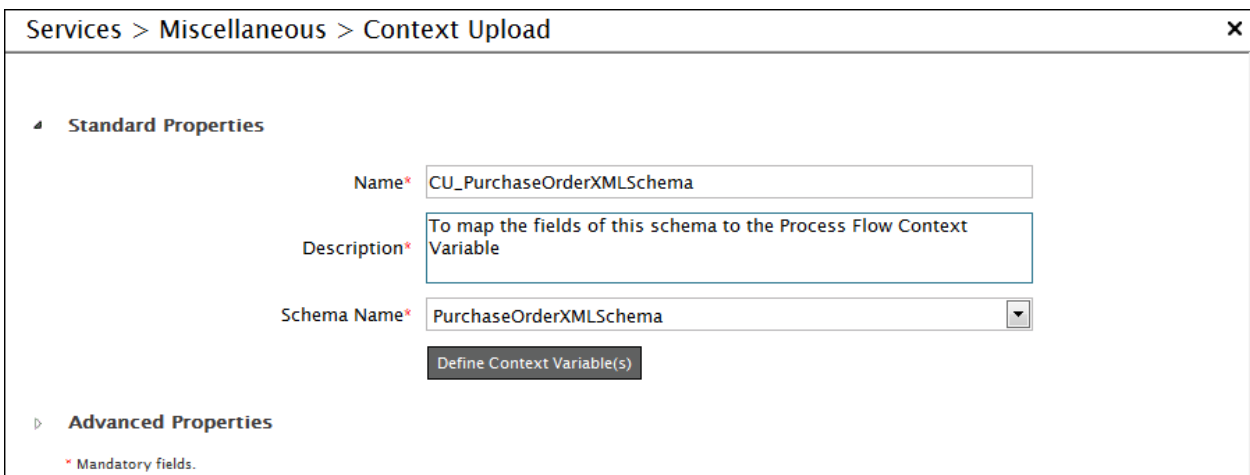 Services > Miscellaneous > Context Upload
Standard Properties
Name* CU_PurchaseOrderXMLSchema
Description* To map the fields of this schema to the Process Flow Context
Variable
Schema Name* PurchaseOrderXMLSchema
Define Context Variable(s)
Advanced Properties
* Mandatory fields.